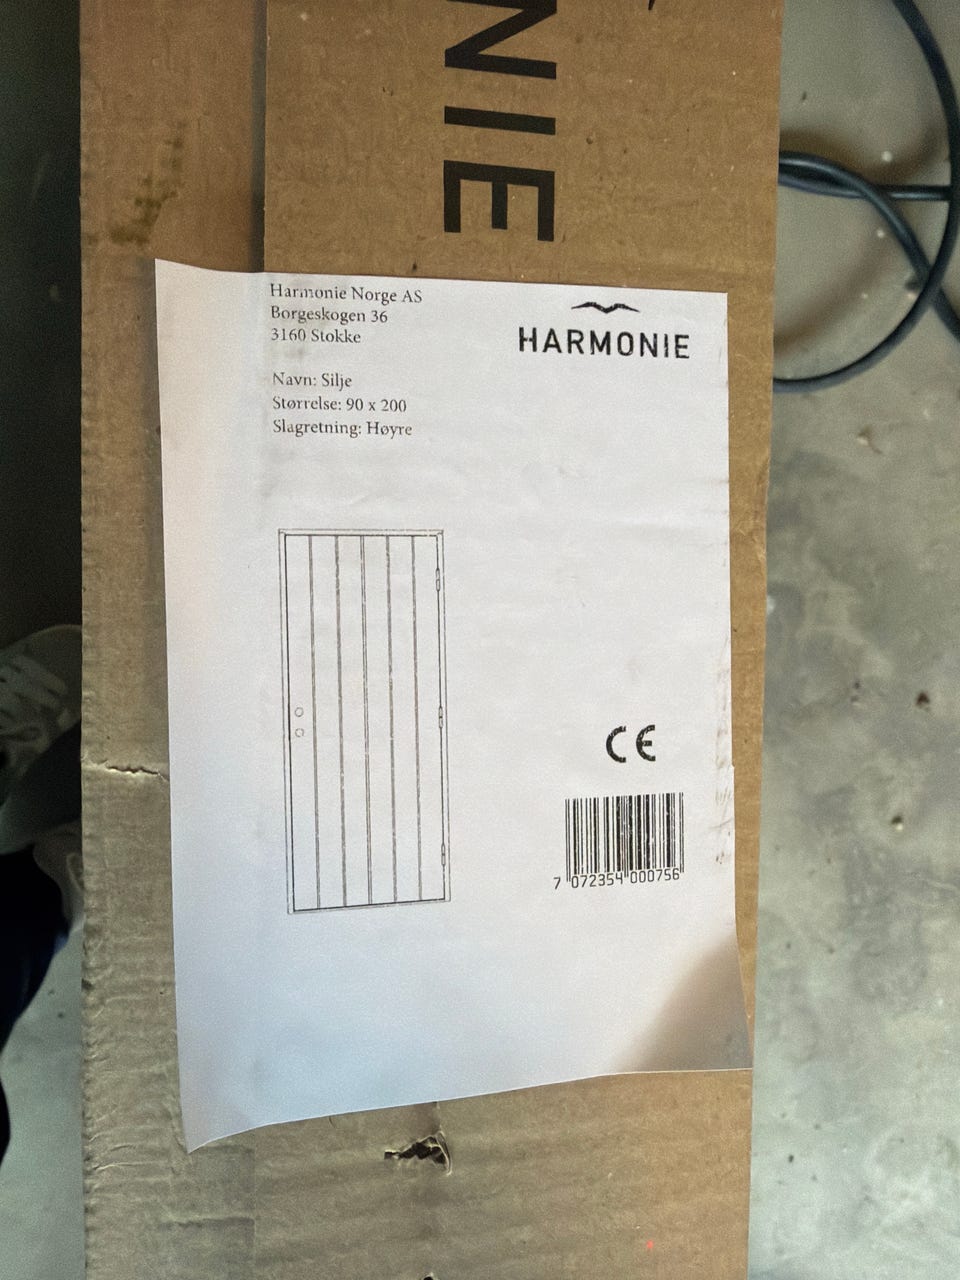 NIE
Harmonie Norge AS
Borgeskogen 36
3160 Stokke
HARMONIE
Navn: Silje
Størrelse: 90 x 200
Slagretning: Høyre
CE
7 072354 000756